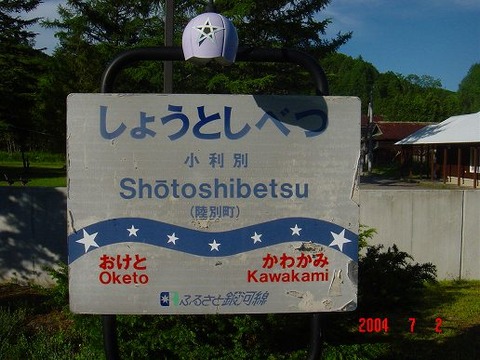 しょうとしべつ
小利別
Shōtoshibetsu
(陸別町)
おけと かわかみ
Oketo Kawakami
ふるさと銀河線
2004 7 2